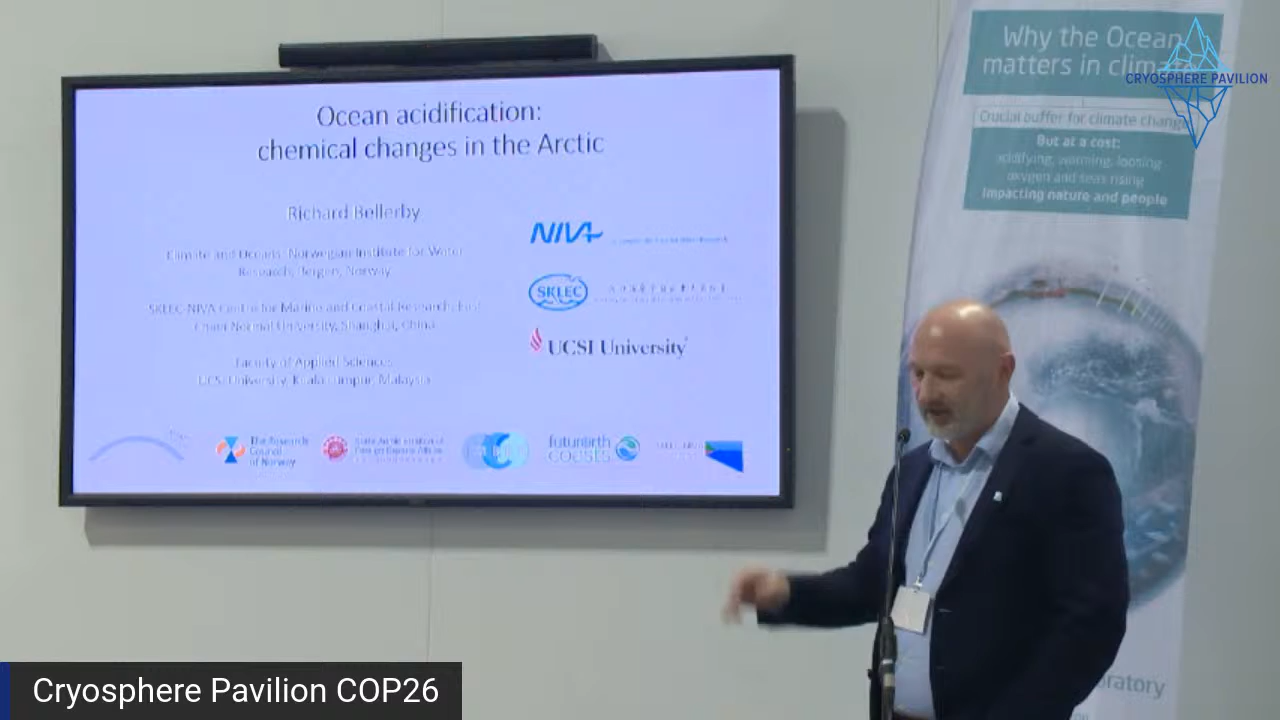 Ocean acidification:
chemical changes in the Arctic
Richard Bellerby
Climate and Oceans, Norwegian Institute for Water
Research, Bergen, Norway
SKLEC-NIVA Centre for Marine and Coastal Research, East
China Normal University, Shanghai, China
Faculty of Applied Sciences
UCSI University, Kuala Lumpur, Malaysia
NIVA
SKLEC
UCSI University
The Research
Council
of Norway
futurearth
coasts
Why the Ocean
matters in climate
CRYOSPHERE PAVILION
Crucial buffer for climate change
But at a cost:
acidifying, warming, loosing
oxygen and seas rising
Impacting nature and people
oratory
Cryosphere Pavilion COP26